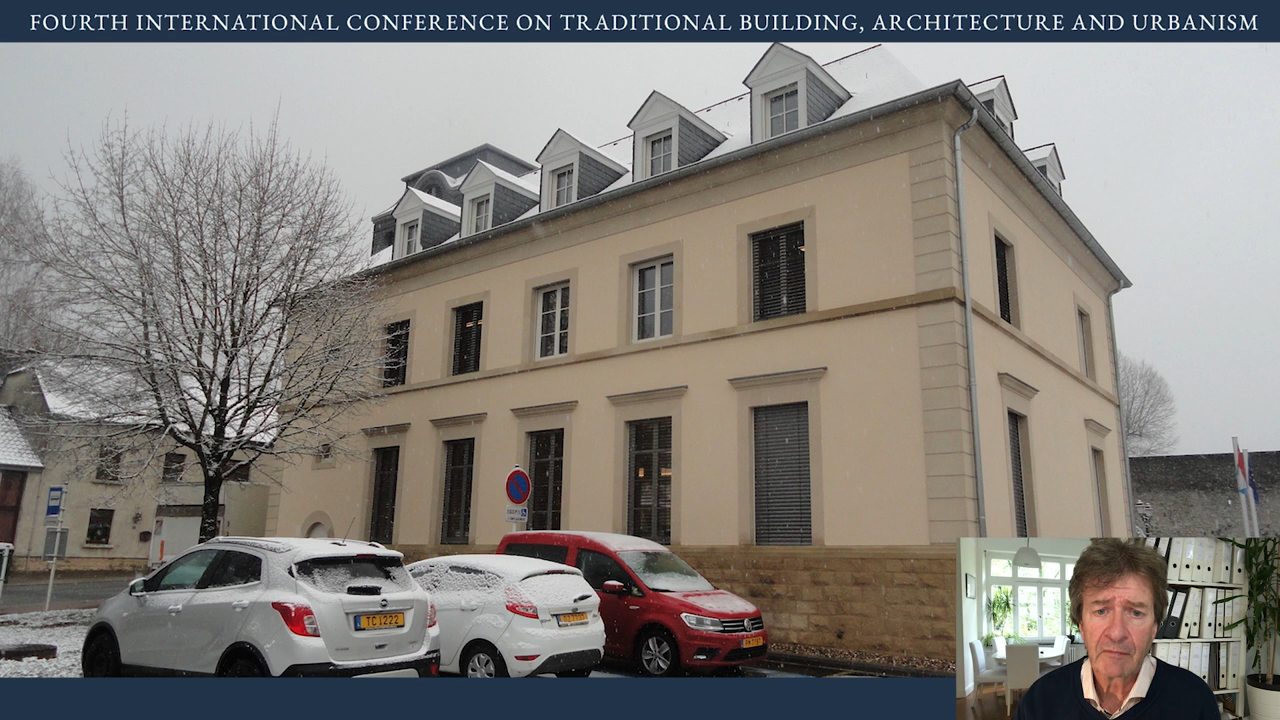 FOURTH INTERNATIONAL CONFERENCE ON TRADITIONAL BUILDING, ARCHITECTURE AND URBANISM
TC 1222